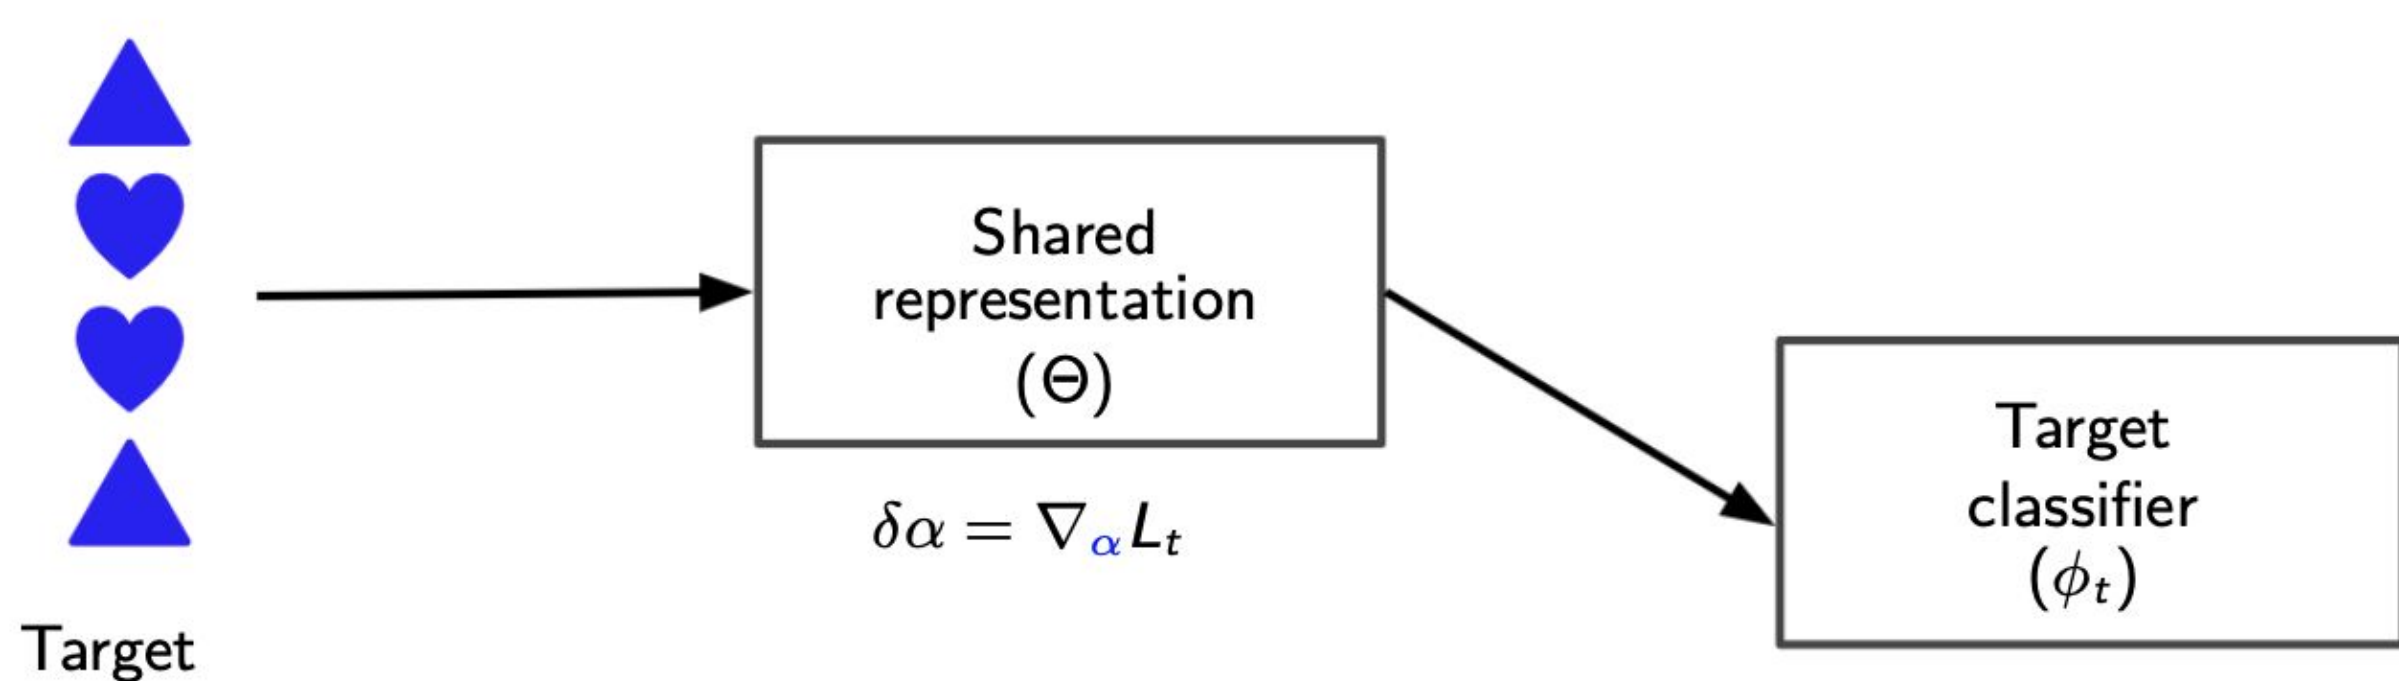 Shared
representation
(Θ)
δα = ∇αLt
Target
classifier
(ϕt)
Target